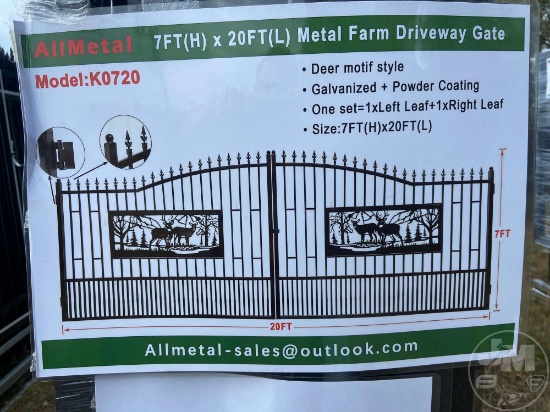 AllMetal 7FT(H) x 20FT(L) Metal Farm Driveway Gate
Model:K0720
• Deer motif style
• Galvanized + Powder Coating
• One set=1xLeft Leaf+1xRight Leaf
• Size:7FT(H)x20FT(L)
7FT
20FT
Allmetal-sales@outlook.com
JM